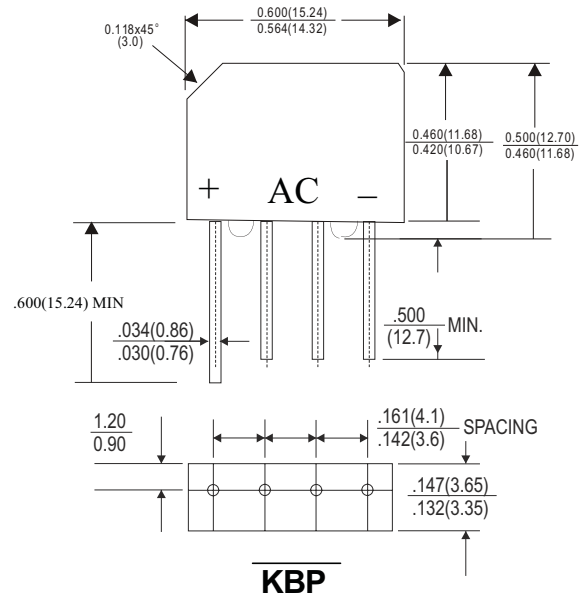 0.600(15.24)
0.564(14.32)
0.118x45°
(3.0)
0.460(11.68)
0.420(10.67)
0.500(12.70)
0.460(11.68)
+ AC −
.600(15.24) MIN
.034(0.86)
.030(0.76)
.500
(12.7)
MIN.
1.20
0.90
.161(4.1)
.142(3.6)
SPACING
.147(3.65)
.132(3.35)
KBP